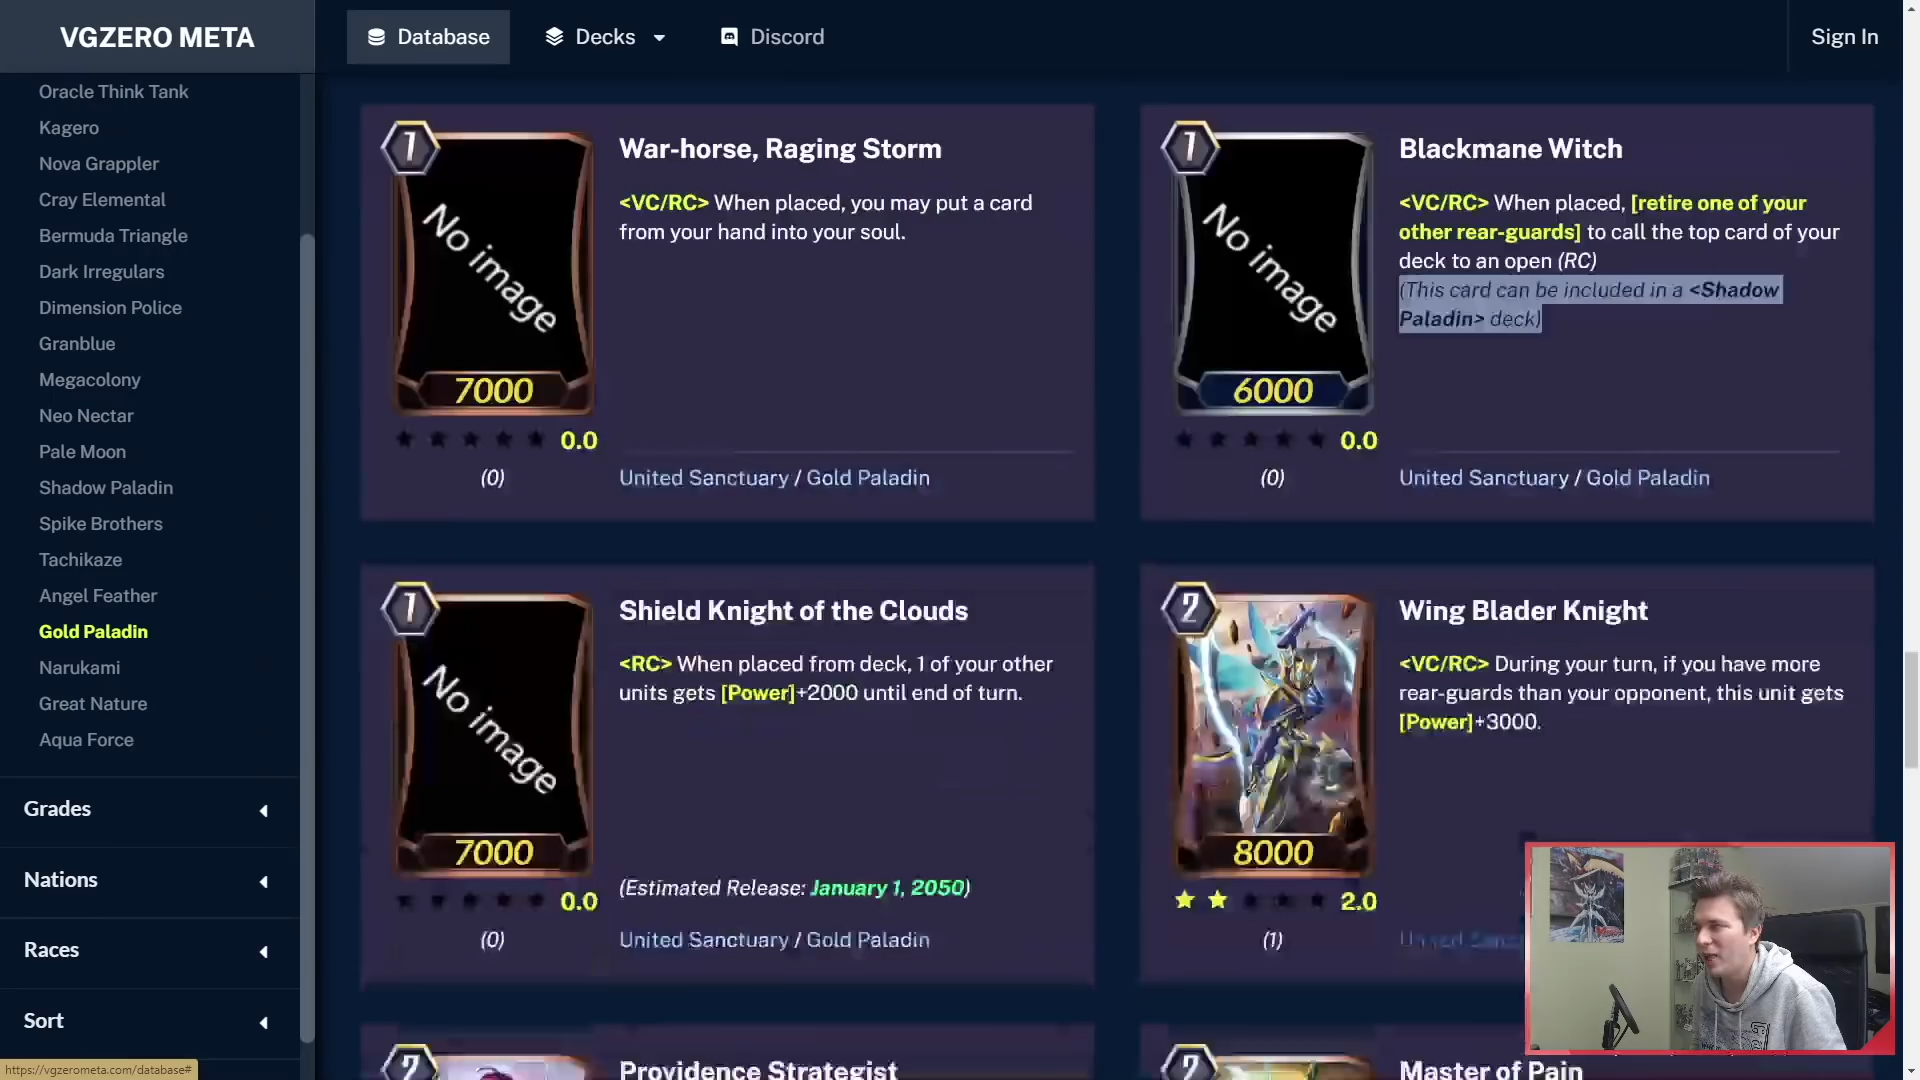 VGZERO META
Database
Decks
Discord
Sign In
Oracle Think Tank
Kagero
Nova Grappler
Cray Elemental
Bermuda Triangle
Dark Irregulars
Dimension Police
Granblue
Megacolony
Neo Nectar
Pale Moon
Shadow Paladin
Spike Brothers
Tachikaze
Angel Feather
Gold Paladin
Narukami
Great Nature
Aqua Force
Grades
Nations
Races
Sort
https://vgzerometa.com/database#
1
No image
7000
0.0
(0)
War-horse, Raging Storm
<VC/RC> When placed, you may put a card
from your hand into your soul.
United Sanctuary / Gold Paladin
1
No image
6000
0.0
(0)
Blackmane Witch
<VC/RC> When placed, [retire one of your
other rear-guards] to call the top card of your
deck to an open (RC)
(This card can be included in a <Shadow
Paladin> deck)
United Sanctuary / Gold Paladin
1
No image
7000
0.0
(0)
Shield Knight of the Clouds
<RC> When placed from deck, 1 of your other
units gets [Power]+2000 until end of turn.
(Estimated Release: January 1, 2050)
United Sanctuary / Gold Paladin
2
8000
2.0
(1)
Wing Blader Knight
<VC/RC> During your turn, if you have more
rear-guards than your opponent, this unit gets
[Power]+3000.
United Sanct
2
Providence Strategist
2
Master of Pain